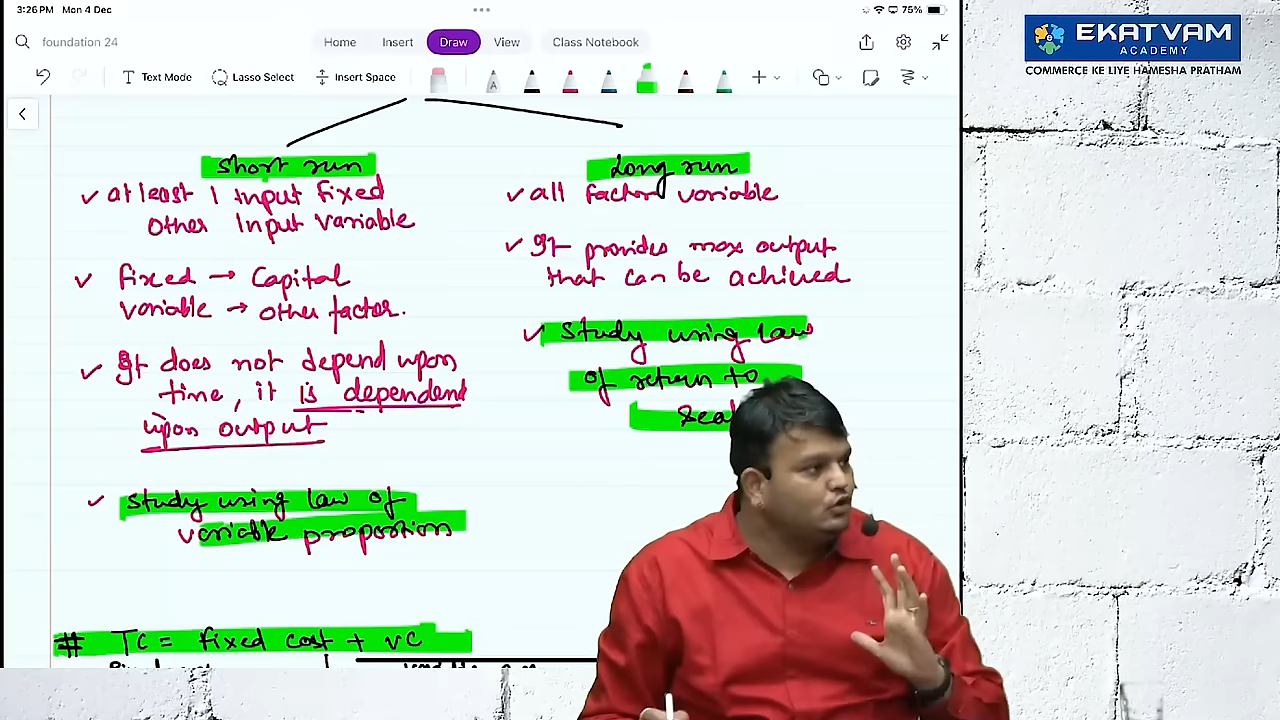 3:26 PM Mon 4 Dec
75%
foundation 24
Home Insert Draw View Class Notebook
Text Mode Lasso Select Insert Space
EKATVAM
ACADEMY
COMMERCE KE LIYE HAMESHA PRATHAM
Short run
at least 1 input fixed
other input variable
fixed → Capital
variable → other factor.
It does not depend upon
time, it is dependend
upon output
study using law of
variable proportion
Long run
all factor variable
It provides max output
that can be achived
study using law
of return to
# TC = fixed cost + VC